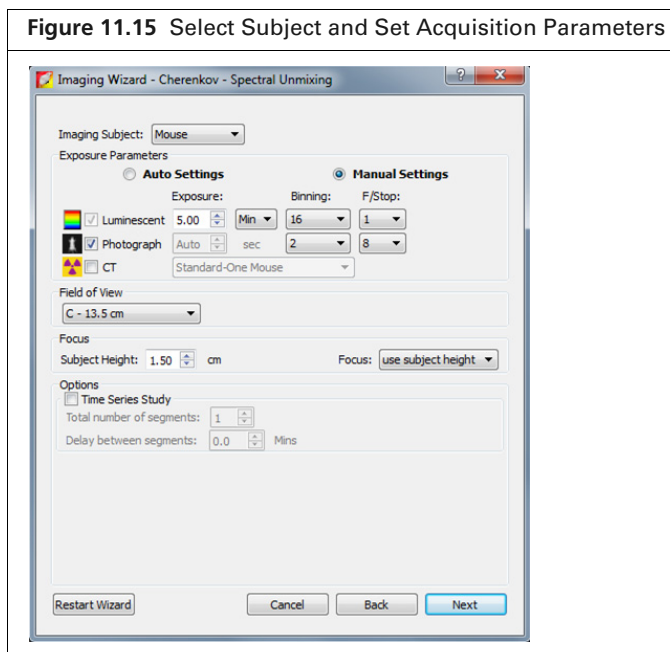 Figure 11.15 Select Subject and Set Acquisition Parameters
Imaging Wizard - Cherenkov - Spectral Unmixing
Imaging Subject: Mouse
Exposure Parameters
Auto Settings Manual Settings
Exposure: Binning: F/Stop:
Luminescent 5.00 Min 16 1
Photograph Auto sec 2 8
CT Standard-One Mouse
Field of View
C - 13.5 cm
Focus
Subject Height: 1.50 cm Focus: use subject height
Options
Time Series Study
Total number of segments: 1
Delay between segments: 0.0 Mins
Restart Wizard Cancel Back Next